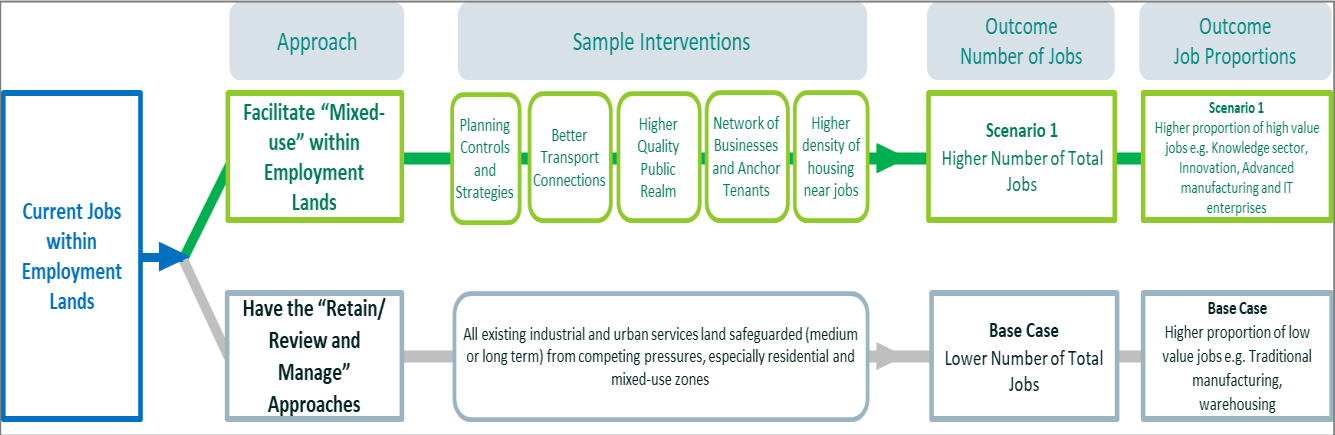 Approach
Sample Interventions
Outcome
Number of Jobs
Outcome
Job Proportions
Current Jobs
within
Employment
Lands
Facilitate “Mixed-
use” within
Employment
Lands
Planning
Controls
and
Strategies
Better
Transport
Connections
Higher
Quality
Public
Realm
Network of
Businesses
and Anchor
Tenants
Higher
density of
housing
near jobs
Scenario 1
Higher Number of Total
Jobs
Scenario 1
Higher proportion of high value
jobs e.g. Knowledge sector,
Innovation, Advanced
manufacturing and IT
enterprises
Have the “Retain/
Review and
Manage”
Approaches
All existing industrial and urban services land safeguarded (medium
or long term) from competing pressures, especially residential and
mixed-use zones
Base Case
Lower Number of Total
Jobs
Base Case
Higher proportion of low
value jobs e.g. Traditional
manufacturing,
warehousing